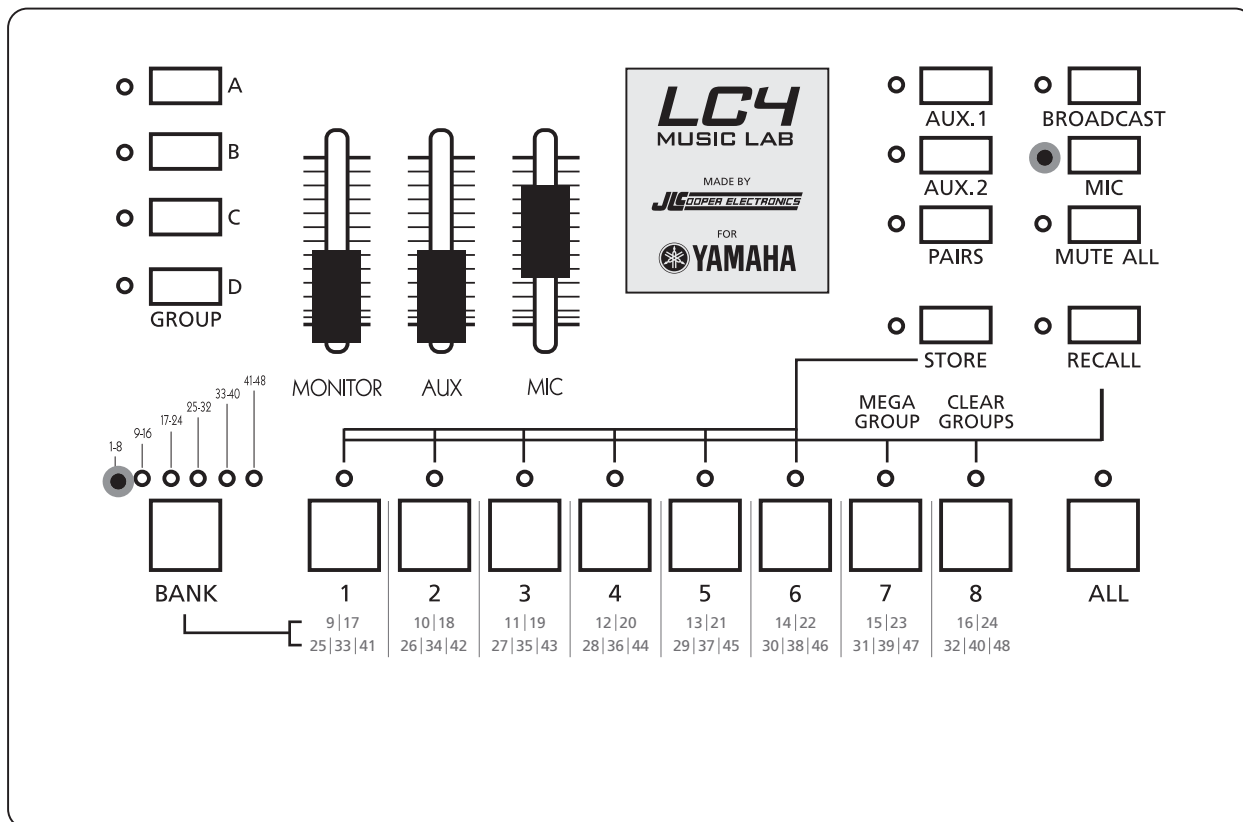 A
B
C
D
GROUP
MONITOR
AUX
MIC
LC4
MUSIC LAB
MADE BY
JLCOOPER ELECTRONICS
FOR
YAMAHA
AUX.1
BROADCAST
AUX.2
MIC
PAIRS
MUTE ALL
STORE
RECALL
MEGA
GROUP
CLEAR
GROUPS
1-8
9-16
17-24
25-32
33-40
41-48
BANK
1
2
3
4
5
6
7
8
ALL
9|17
10|18
11|19
12|20
13|21
14|22
15|23
16|24
25|33|41
26|34|42
27|35|43
28|36|44
29|37|45
30|38|46
31|39|47
32|40|48